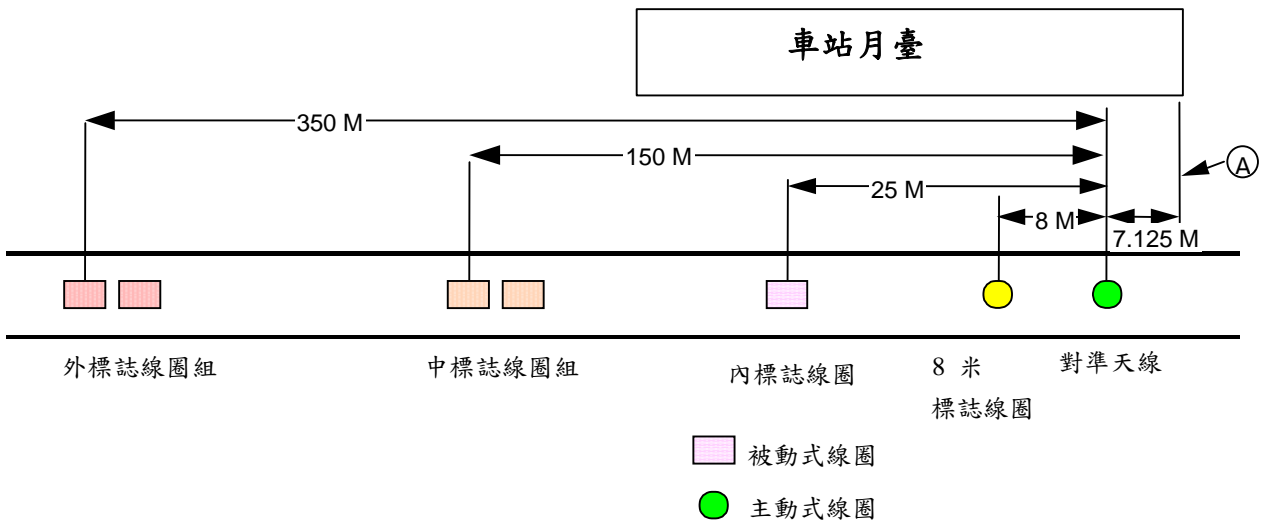 車站月臺
350 M
150 M
A
25 M
8 M
7.125 M
外標誌線圈組
中標誌線圈組
內標誌線圈
8 米
標誌線圈
對準天線
被動式線圈
主動式線圈